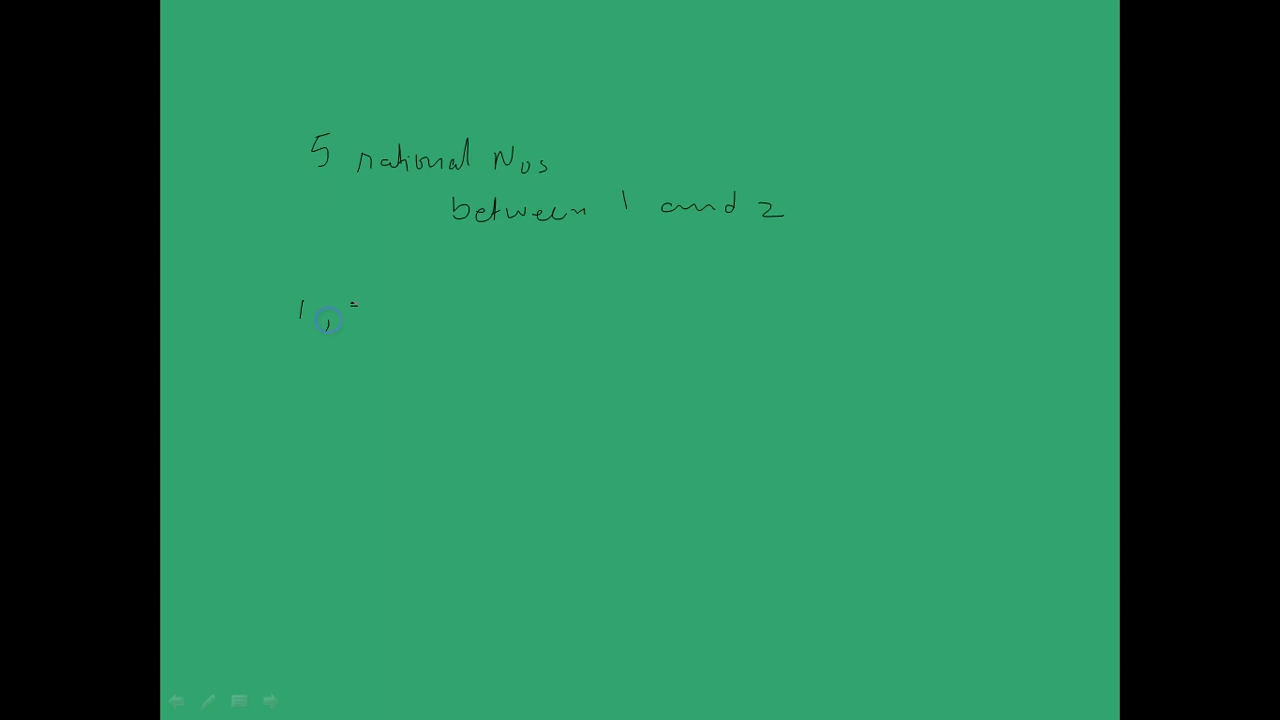 5 rational Nos
between 1 and 2
1 , =